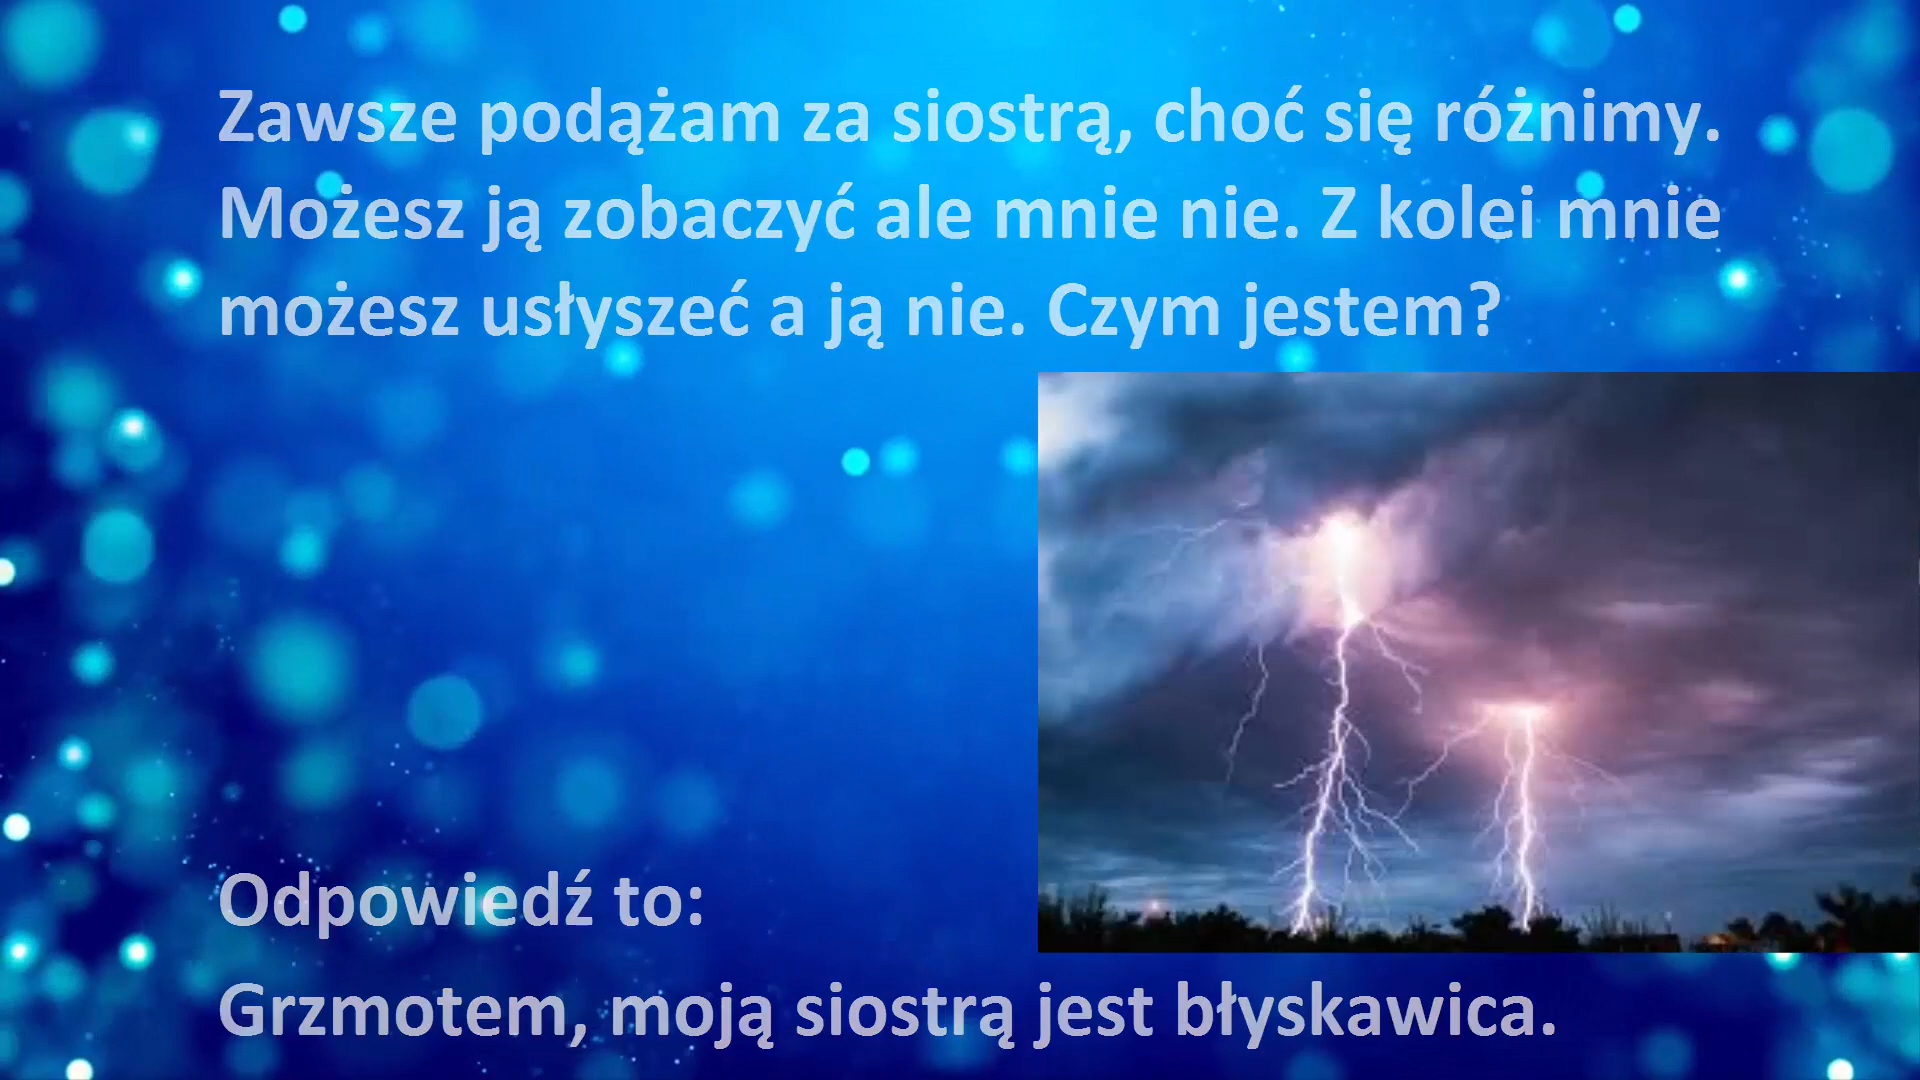 Zawsze podążam za siostrą, choć się różnimy.
Możesz ją zobaczyć ale mnie nie. Z kolei mnie
możesz usłyszeć a ją nie. Czym jestem?
Odpowiedź to:
Grzmotem, moją siostrą jest błyskawica.